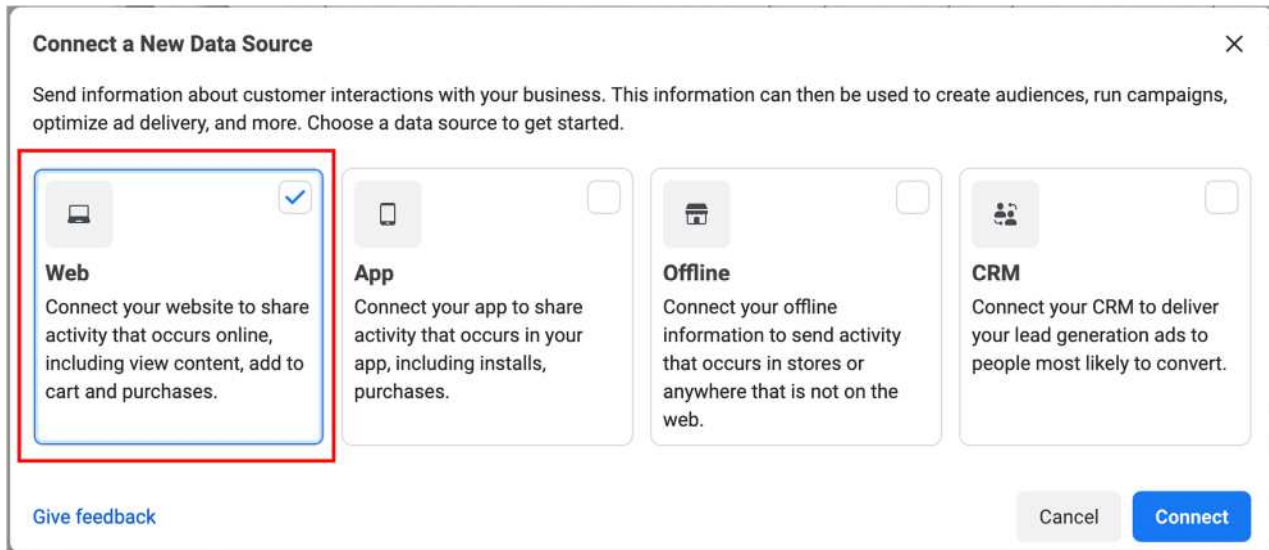 Connect a New Data Source
Send information about customer interactions with your business. This information can then be used to create audiences, run campaigns,
optimize ad delivery, and more. Choose a data source to get started.
Web
Connect your website to share
activity that occurs online,
including view content, add to
cart and purchases.
App
Connect your app to share
activity that occurs in your
app, including installs,
purchases.
Offline
Connect your offline
information to send activity
that occurs in stores or
anywhere that is not on the
web.
CRM
Connect your CRM to deliver
your lead generation ads to
people most likely to convert.
Give feedback
Cancel
Connect